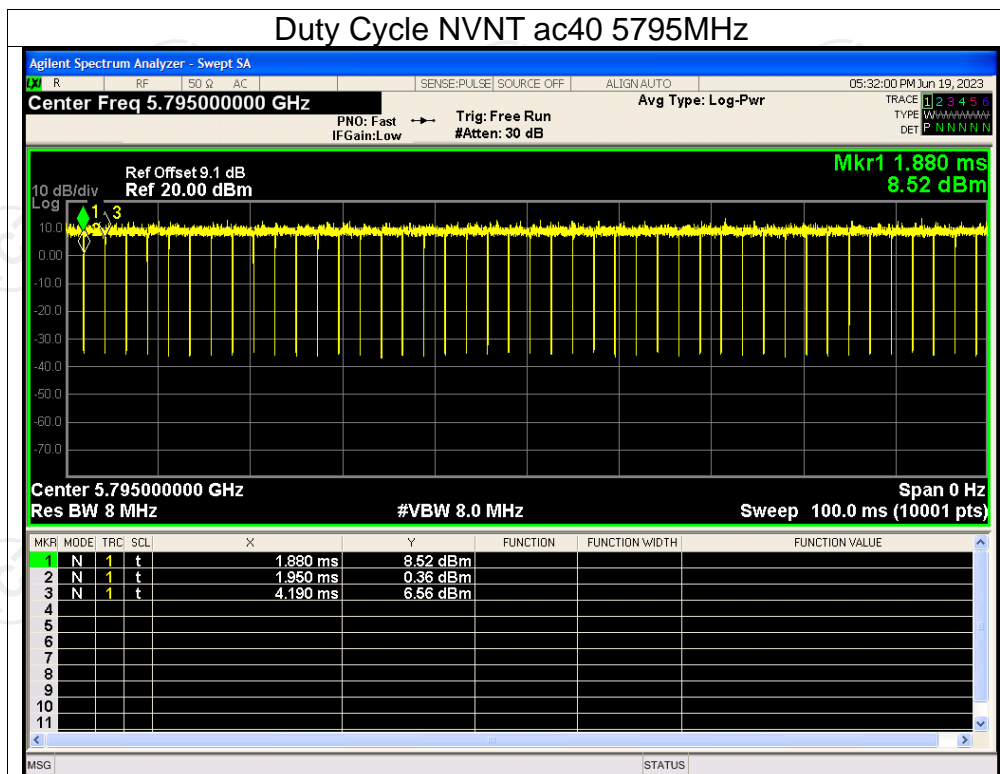 Duty Cycle NVNT ac40 5795MHz
Agilent Spectrum Analyzer - Swept SA
LXI R RF 50 Ω AC SENSE:PULSE SOURCE OFF ALIGN AUTO 05:32:00 PM Jun 19, 2023
Center Freq 5.795000000 GHz Avg Type: Log-Pwr TRACE 1 2 3 4 5 6
PNO: Fast Trig: Free Run TYPE WWWWWW
IFGain:Low #Atten: 30 dB DET P N N N N N
Mkr1 1.880 ms
Ref Offset 9.1 dB
10 dB/div Ref 20.00 dBm 8.52 dBm
Log
1 3
2
10.0
0.00
-10.0
-20.0
-30.0
-40.0
-50.0
-60.0
-70.0
Center 5.795000000 GHz Span 0 Hz
Res BW 8 MHz #VBW 8.0 MHz Sweep 100.0 ms (10001 pts)
MKR MODE TRC SCL X Y FUNCTION FUNCTION WIDTH FUNCTION VALUE
1 N 1 t 1.880 ms 8.52 dBm
2 N 1 t 1.950 ms 0.36 dBm
3 N 1 t 4.190 ms 6.56 dBm
4
5
6
7
8
9
10
11
MSG STATUS